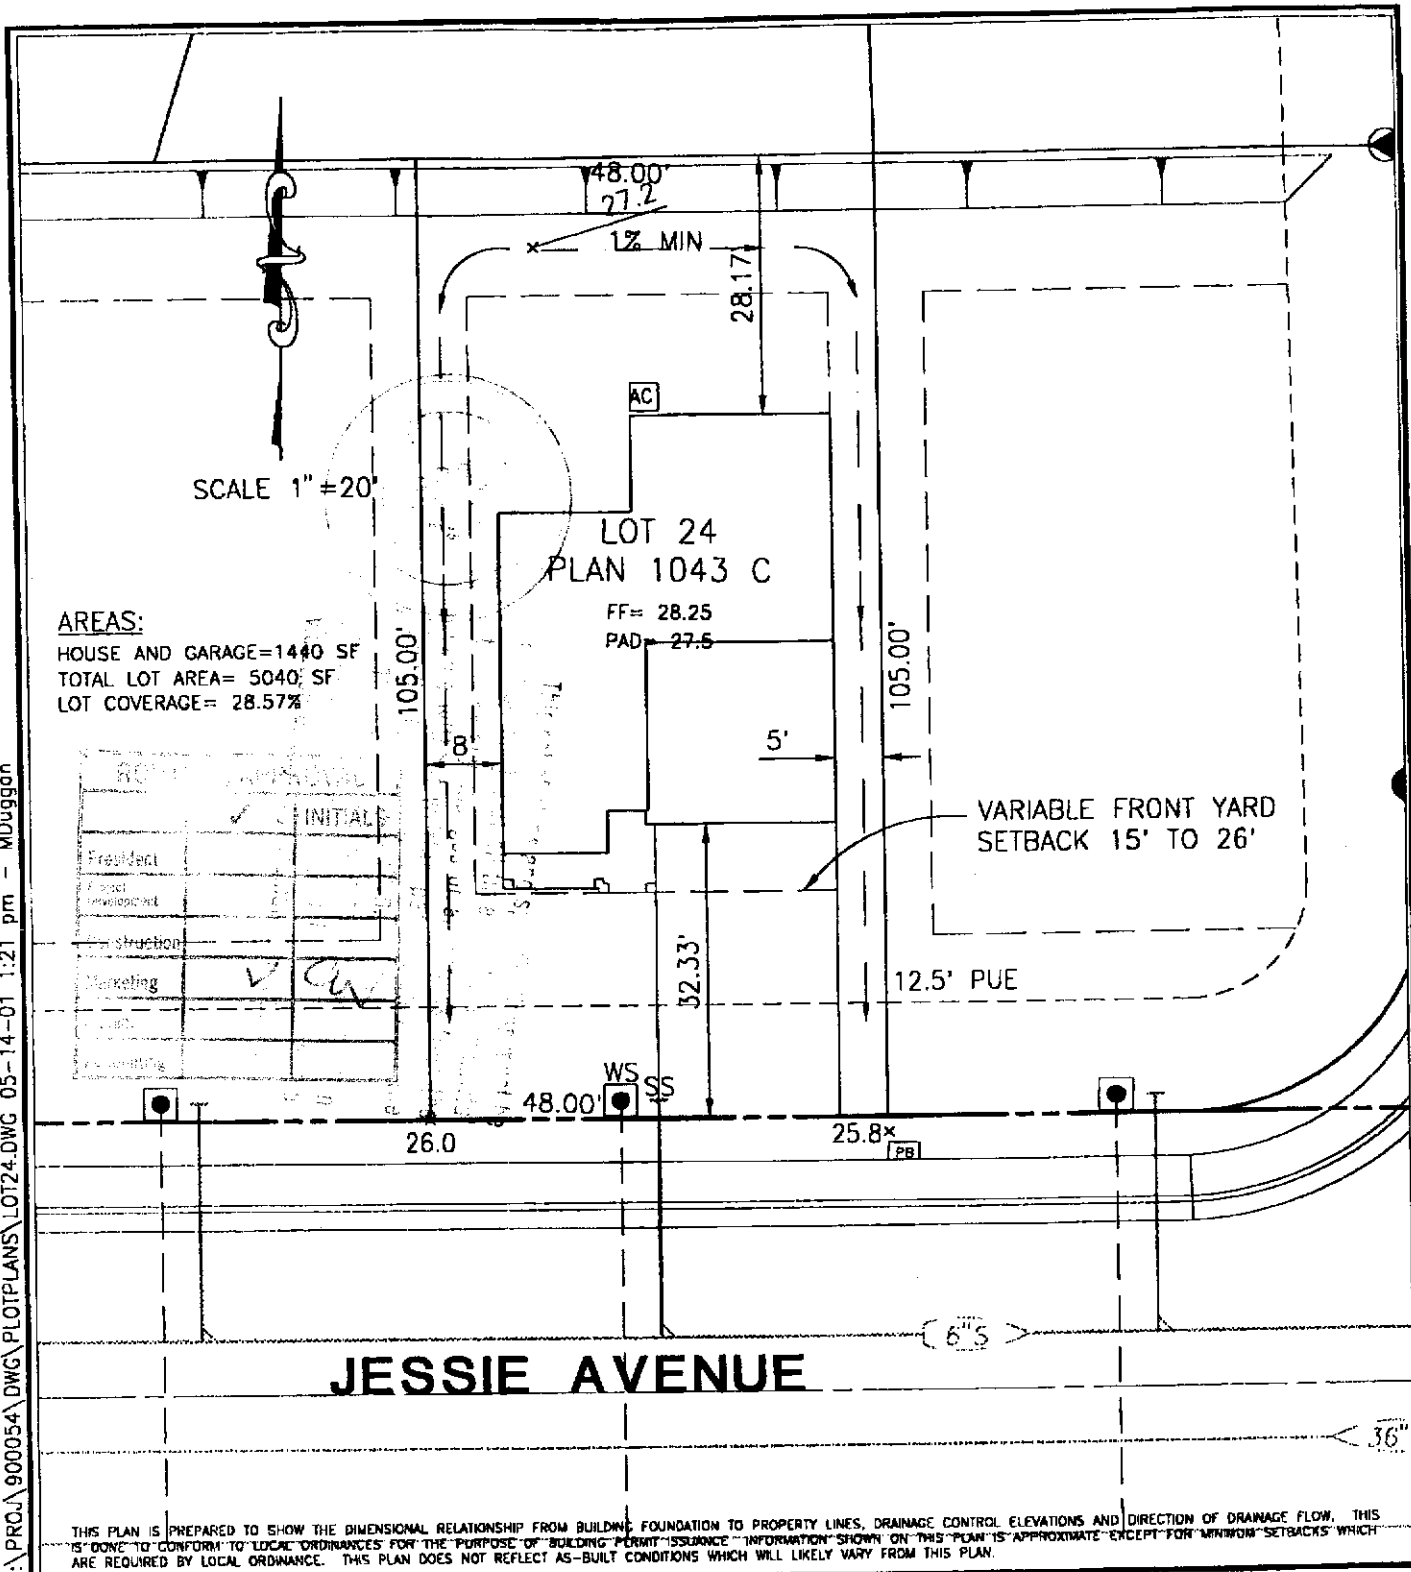 48.00'
27.2
1% MIN
28.17'
AC
SCALE 1"=20'
LOT 24
PLAN 1043 C
FF= 28.25
PAD= 27.5
AREAS:
HOUSE AND GARAGE=1440 SF
TOTAL LOT AREA= 5040 SF
LOT COVERAGE= 28.57%
105.00'
105.00'
8
5'
APPROVAL
INITIALS
President
Construction
Marketing
VARIABLE FRONT YARD
SETBACK 15' TO 26'
32.33'
12.5' PUE
WS
SS
48.00'
26.0
25.8
PB
6"S
JESSIE AVENUE
36"
:\PROJ\900054\DWG\PLOTPLANS\LOT24.DWG 05-14-01 1:21 pm - MDuggan
THIS PLAN IS PREPARED TO SHOW THE DIMENSIONAL RELATIONSHIP FROM BUILDING FOUNDATION TO PROPERTY LINES, DRAINAGE CONTROL ELEVATIONS AND DIRECTION OF DRAINAGE FLOW. THIS
IS DONE TO CONFORM TO LOCAL ORDINANCES FOR THE PURPOSE OF BUILDING PERMIT ISSUANCE INFORMATION SHOWN ON THIS PLAN IS APPROXIMATE EXCEPT FOR MINIMUM SETBACKS WHICH
ARE REQUIRED BY LOCAL ORDINANCE. THIS PLAN DOES NOT REFLECT AS-BUILT CONDITIONS WHICH WILL LIKELY VARY FROM THIS PLAN.